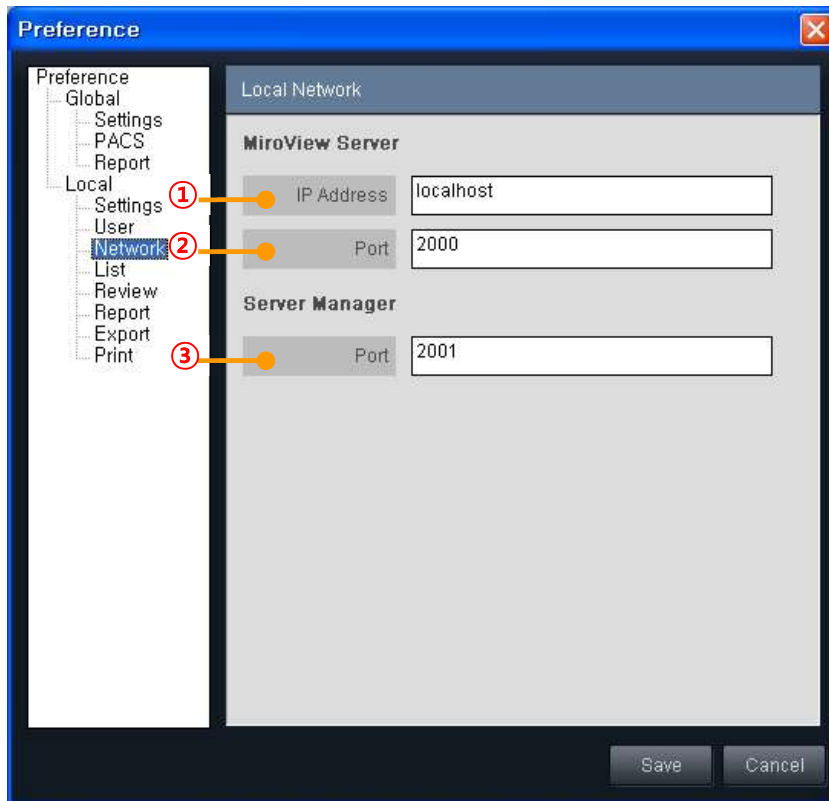 Preference
Preference
Global
Settings
PACS
Report
Local
Settings
User
Network
List
Review
Report
Export
Print
Local Network
MiroView Server
① IP Address localhost
② Port 2000
Server Manager
③ Port 2001
Save Cancel